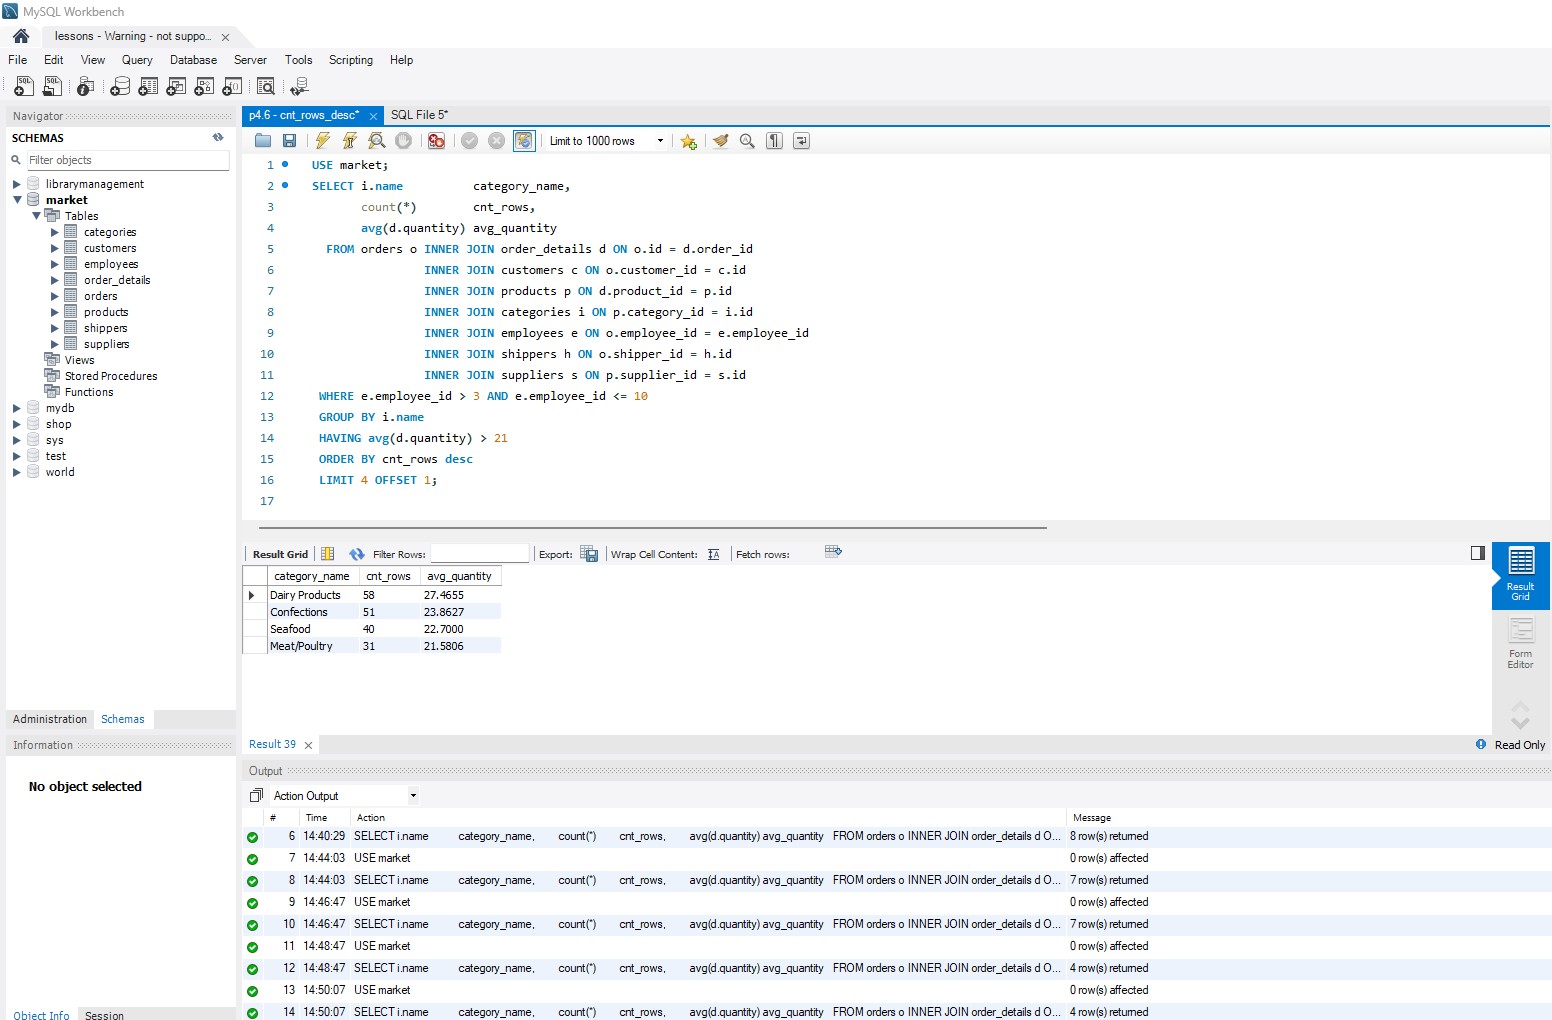 MySQL Workbench
lessons - Warning - not suppo...
File Edit View Query Database Server Tools Scripting Help
Navigator
SCHEMAS
Filter objects
librarymanagement
market
Tables
categories
customers
employees
order_details
orders
products
shippers
suppliers
Views
Stored Procedures
Functions
mydb
shop
sys
test
world
Administration Schemas
Information
No object selected
Object Info Session
p4.6 - cnt_rows_desc* SQL File 5*
Limit to 1000 rows
1 USE market;
2 SELECT i.name category_name,
3 count(*) cnt_rows,
4 avg(d.quantity) avg_quantity
5 FROM orders o INNER JOIN order_details d ON o.id = d.order_id
6 INNER JOIN customers c ON o.customer_id = c.id
7 INNER JOIN products p ON d.product_id = p.id
8 INNER JOIN categories i ON p.category_id = i.id
9 INNER JOIN employees e ON o.employee_id = e.employee_id
10 INNER JOIN shippers h ON o.shipper_id = h.id
11 INNER JOIN suppliers s ON p.supplier_id = s.id
12 WHERE e.employee_id > 3 AND e.employee_id <= 10
13 GROUP BY i.name
14 HAVING avg(d.quantity) > 21
15 ORDER BY cnt_rows desc
16 LIMIT 4 OFFSET 1;
17
Result Grid Filter Rows: Export: Wrap Cell Content: Fetch rows:
category_name cnt_rows avg_quantity
Dairy Products 58 27.4655
Confections 51 23.8627
Seafood 40 22.7000
Meat/Poultry 31 21.5806
Result Grid
Form Editor
Result 39
Read Only
Output
Action Output
# Time Action Message
6 14:40:29 SELECT i.name category_name, count(*) cnt_rows, avg(d.quantity) avg_quantity FROM orders o INNER JOIN order_details d O... 8 row(s) returned
7 14:44:03 USE market 0 row(s) affected
8 14:44:03 SELECT i.name category_name, count(*) cnt_rows, avg(d.quantity) avg_quantity FROM orders o INNER JOIN order_details d O... 7 row(s) returned
9 14:46:47 USE market 0 row(s) affected
10 14:46:47 SELECT i.name category_name, count(*) cnt_rows, avg(d.quantity) avg_quantity FROM orders o INNER JOIN order_details d O... 7 row(s) returned
11 14:48:47 USE market 0 row(s) affected
12 14:48:47 SELECT i.name category_name, count(*) cnt_rows, avg(d.quantity) avg_quantity FROM orders o INNER JOIN order_details d O... 4 row(s) returned
13 14:50:07 USE market 0 row(s) affected
14 14:50:07 SELECT i.name category_name, count(*) cnt_rows, avg(d.quantity) avg_quantity FROM orders o INNER JOIN order_details d O... 4 row(s) returned